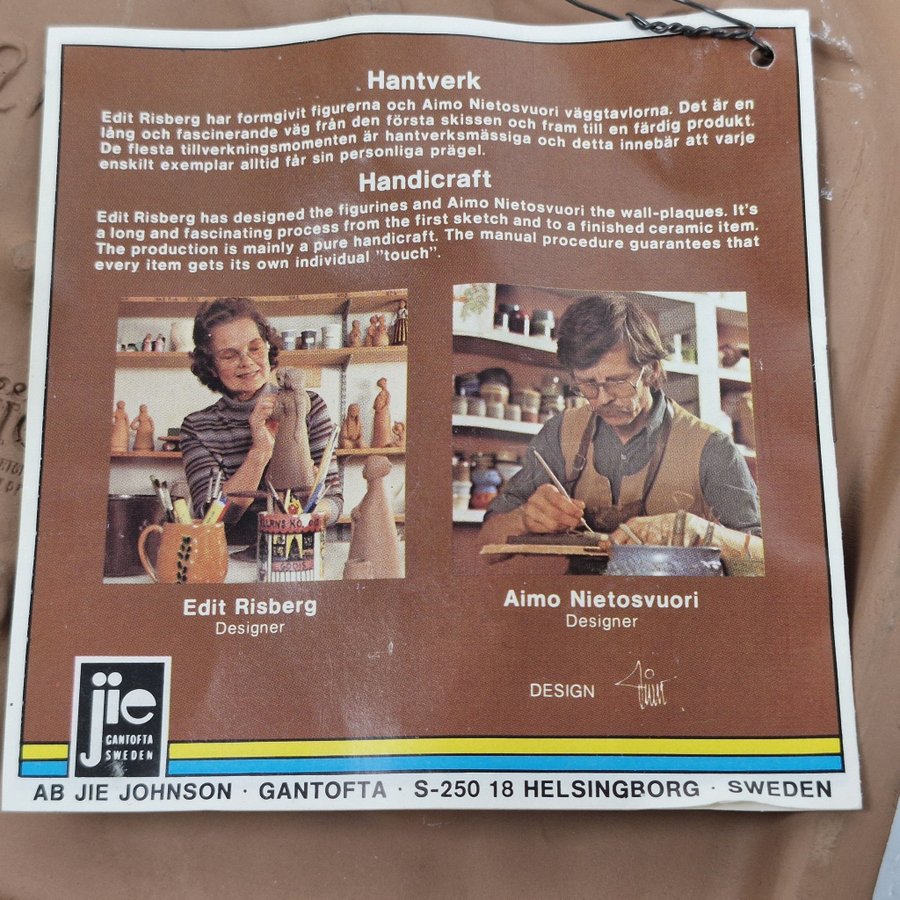 Hantverk
Edit Risberg har formgivit figurerna och Aimo Nietosvuori väggtavlorna. Det är en
lång och fascinerande väg från den första skissen och fram till en färdig produkt.
De flesta tillverkningsmomenten är hantverksmässiga och detta innebär att varje
enskilt exemplar alltid får sin personliga prägel.
Handicraft
Edit Risberg has designed the figurines and Aimo Nietosvuori the wall-plaques. It's
a long and fascinating process from the first sketch and to a finished ceramic item.
The production is mainly a pure handicraft. The manual procedure guarantees that
every item gets its own individual "touch".
Edit Risberg
Designer
Aimo Nietosvuori
Designer
DESIGN
jie
GANTOFTA
SWEDEN
AB JIE JOHNSON · GANTOFTA · S-250 18 HELSINGBORG · SWEDEN